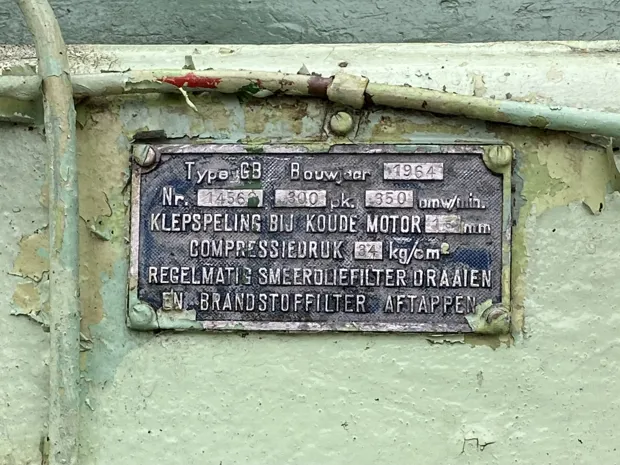 Type GB Bouwjaar 1964
Nr. 300 pk. 350 omw/min.
KLEPSPELING BIJ KOUDE MOTOR mm
COMPRESSIEDRUK 34 kg/cm²
REGELMATIG SMEEROLIEFILTER DRAAIEN
EN BRANDSTOFFILTER AFTAPPEN